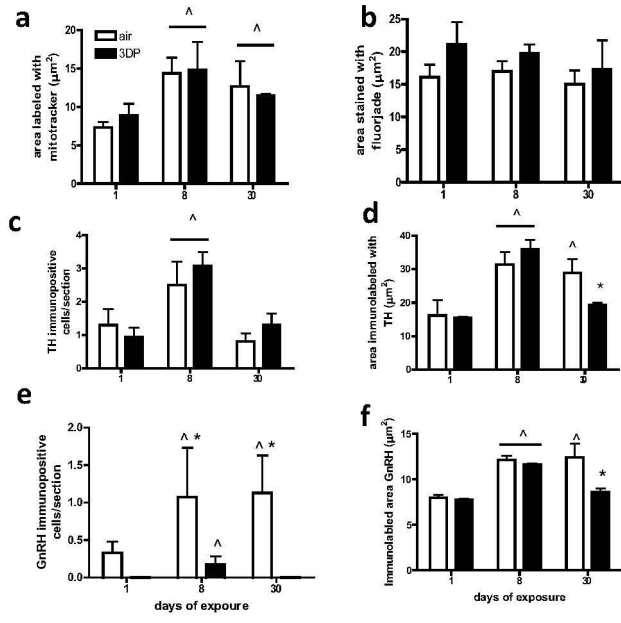 a
air
3DP
^
^
area labeled with
mitotracker (µm²)
20
15
10
5
0
1
8
30
b
area stained with
fluorjade (µm²)
25
20
15
10
5
0
1
8
30
c
TH immunopositive
cells/section
^
4
3
2
1
0
1
8
30
d
area immunolabeled with
TH (µm²)
^
^
*
40
30
20
10
0
1
8
30
e
GnRH immunopositive
cells/section
^ *
^ *
^
2.0
1.5
1.0
0.5
0.0
1
8
30
days of expoure
f
Immunolabled area GnRH (µm²)
^
^
*
15
10
5
0
1
8
30
days of exposure